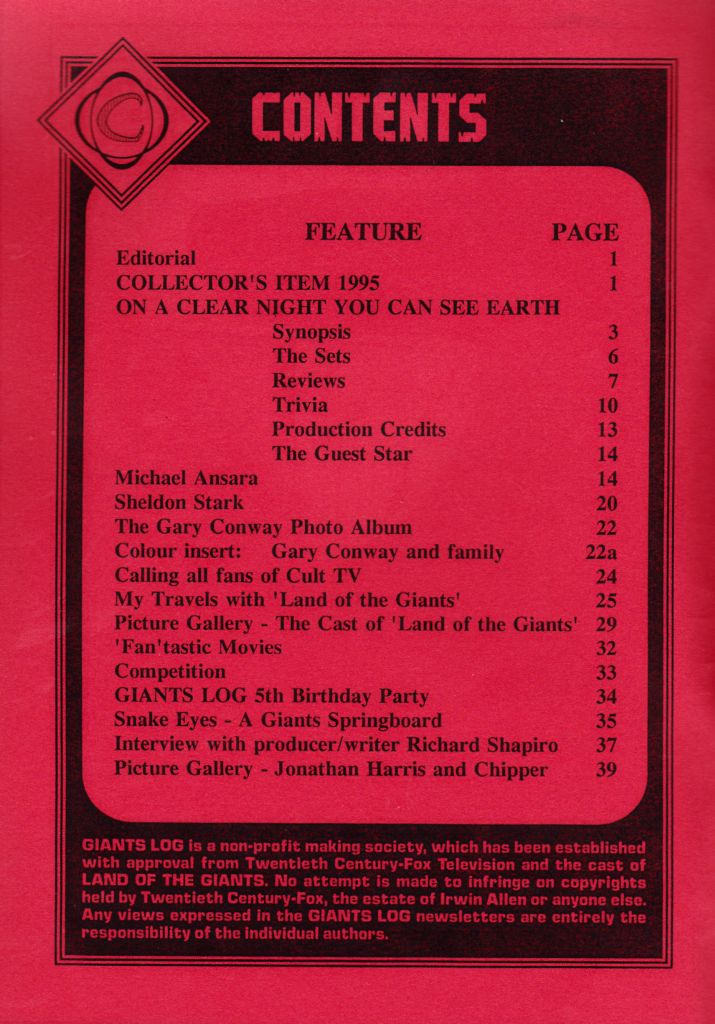 C
CONTENTS
FEATURE PAGE
Editorial 1
COLLECTOR'S ITEM 1995 1
ON A CLEAR NIGHT YOU CAN SEE EARTH
Synopsis 3
The Sets 6
Reviews 7
Trivia 10
Production Credits 13
The Guest Star 14
Michael Ansara 14
Sheldon Stark 20
The Gary Conway Photo Album 22
Colour insert: Gary Conway and family 22a
Calling all fans of Cult TV 24
My Travels with 'Land of the Giants' 25
Picture Gallery - The Cast of 'Land of the Giants' 29
'Fan'tastic Movies 32
Competition 33
GIANTS LOG 5th Birthday Party 34
Snake Eyes - A Giants Springboard 35
Interview with producer/writer Richard Shapiro 37
Picture Gallery - Jonathan Harris and Chipper 39
GIANTS LOG is a non-profit making society, which has been established
with approval from Twentieth Century-Fox Television and the cast of
LAND OF THE GIANTS. No attempt is made to infringe on copyrights
held by Twentieth Century-Fox, the estate of Irwin Allen or anyone else.
Any views expressed in the GIANTS LOG newsletters are entirely the
responsibility of the individual authors.